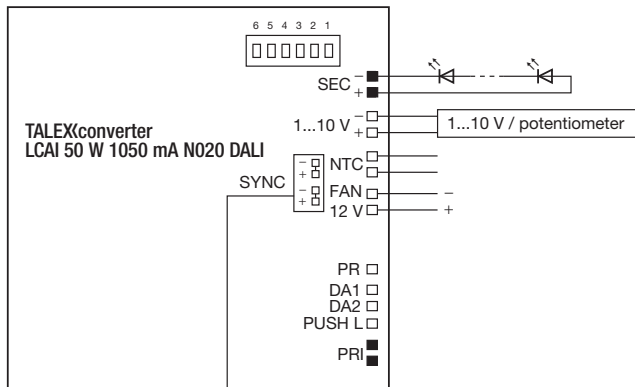 6 5 4 3 2 1
SEC
−
+
TALEXXconverter
LCAI 50 W 1050 mA N020 DALI
1...10 V
−
+
1...10 V / potentiometer
SYNC
−
+
−
+
NTC
FAN
−
12 V
+
PR
DA1
DA2
PUSH L
PRI